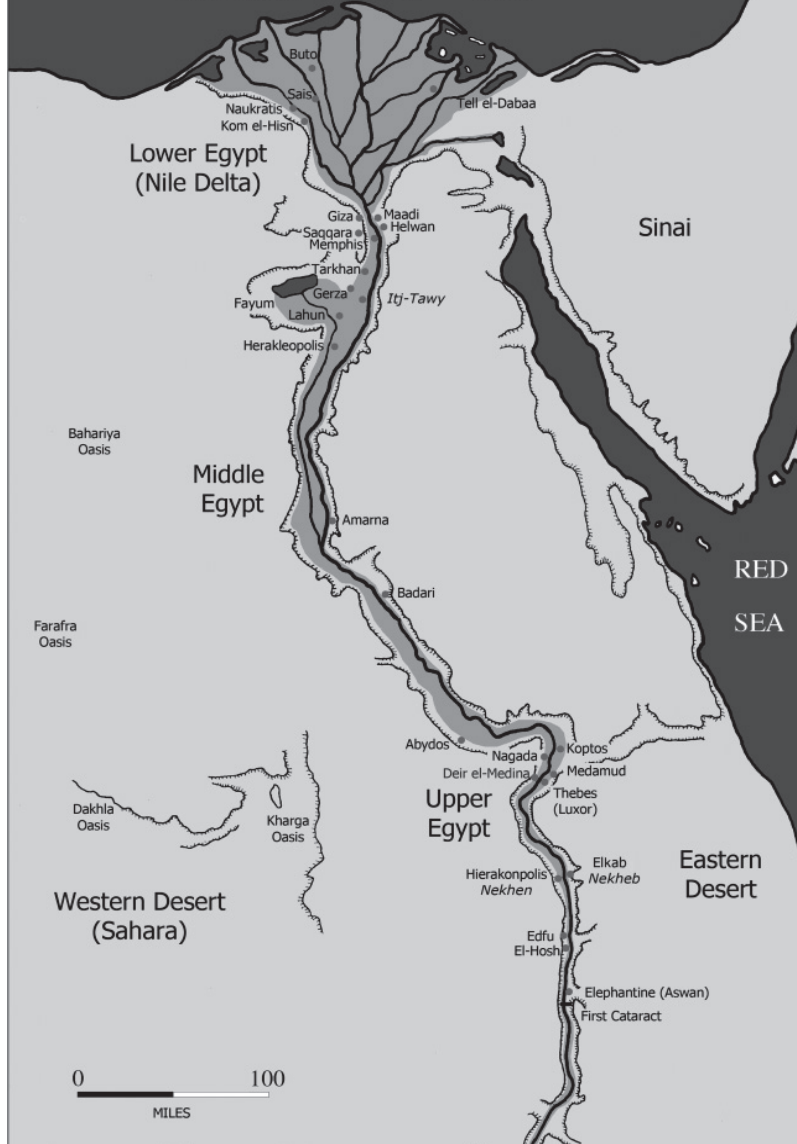 Buto
Sais
Naukratis
Kom el-Hisn
Tell el-Dabaa
Lower Egypt
(Nile Delta)
Giza
Maadi
Saqqara
Helwan
Memphis
Sinai
Tarkhan
Gerza
Itj-Tawy
Fayum
Lahun
Herakleopolis
Bahariya
Oasis
Middle
Egypt
Amarna
RED
SEA
Badari
Farafra
Oasis
Abydos
Koptos
Nagada
Deir el-Medina
Medamud
Thebes
(Luxor)
Upper
Egypt
Dakhla
Oasis
Kharga
Oasis
Elkab
Nekheb
Hierakonpolis
Nekhen
Eastern
Desert
Western Desert
(Sahara)
Edfu
El-Hosh
Elephantine (Aswan)
First Cataract
0 100
MILES